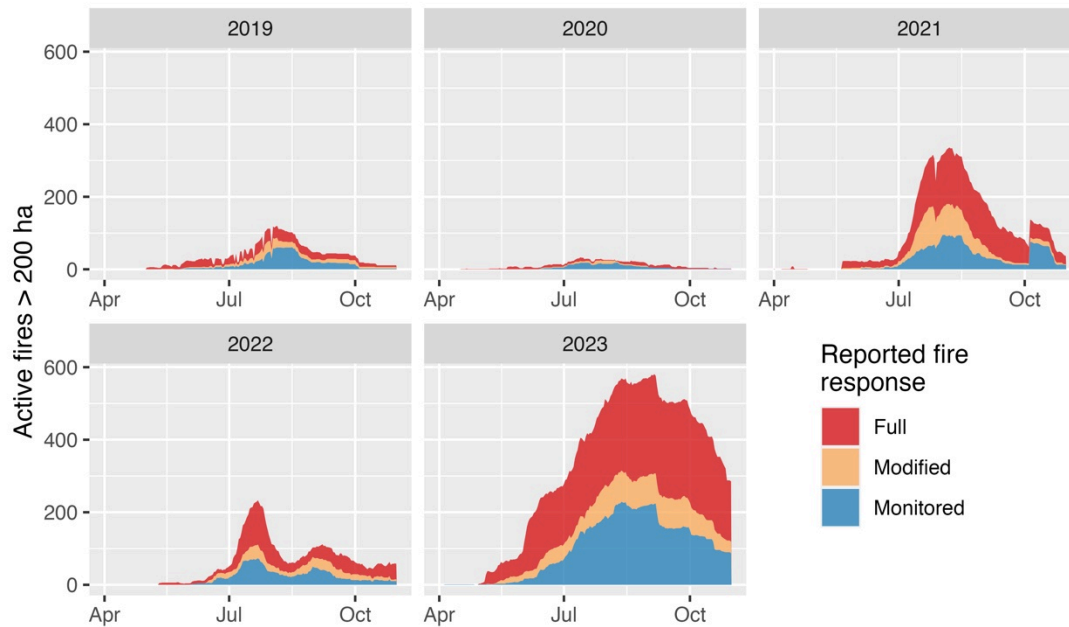 2019
2020
2021
600
400
200
0
Apr
Jul
Oct
Apr
Jul
Oct
Apr
Jul
Oct
Active fires > 200 ha
2022
2023
600
400
200
0
Apr
Jul
Oct
Apr
Jul
Oct
Reported fire
response
Full
Modified
Monitored